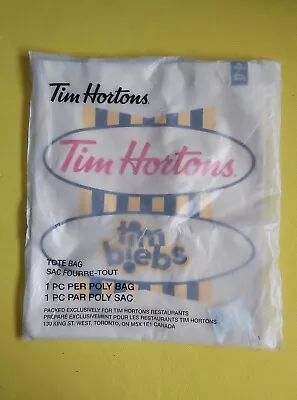 Tim Hortons.
Tim Hortons.
tim
biebs
TOTE BAG
SAC FOURRE-TOUT
1 PC PER POLY BAG
1 PC PAR POLY SAC
PACKED EXCLUSIVELY FOR TIM HORTONS RESTAURANTS
PREPARE EXCLUSIVEMENT POUR LES RESTAURANTS TIM HORTONS
130 KING ST. WEST, TORONTO, ON M5X 1E1 CANADA